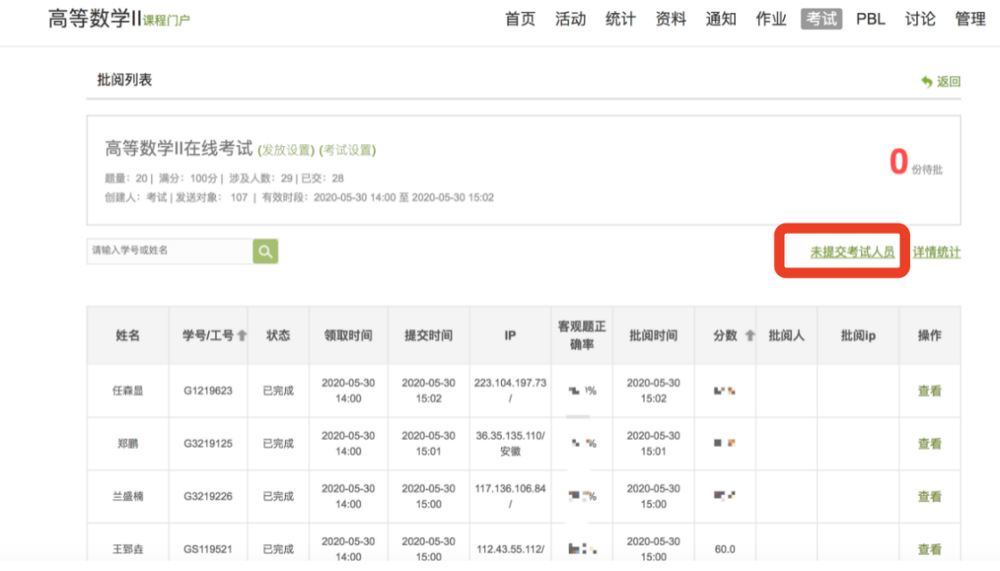 高等数学II课程门户
首页 活动 统计 资料 通知 作业 考试 PBL 讨论 管理
批阅列表 返回
高等数学II在线考试 (发放设置) (考试设置)
题量：20 | 满分：100分 | 涉及人数：29 | 已交：28
0 份待批
创建人：考试 | 发送对象：107 | 有效时段：2020-05-30 14:00 至 2020-05-30 15:02
请输入学号或姓名 未提交考试人员 详情统计
姓名 学号/工号 状态 领取时间 提交时间 IP 客观题正确率 批阅时间 分数 批阅人 批阅ip 操作
任森显 G1219623 已完成 2020-05-30 14:00 2020-05-30 15:02 223.104.197.73/ % 2020-05-30 15:02 查看
郑鹏 G3219125 已完成 2020-05-30 14:00 2020-05-30 15:01 36.35.135.110/安徽 % 2020-05-30 15:01 查看
兰盛楠 G3219226 已完成 2020-05-30 14:00 2020-05-30 15:00 117.136.106.84/ % 2020-05-30 15:00 查看
王郅垚 GS119521 已完成 2020-05-30 14:00 2020-05-30 15:00 112.43.55.112/ 2020-05-30 15:00 60.0 查看